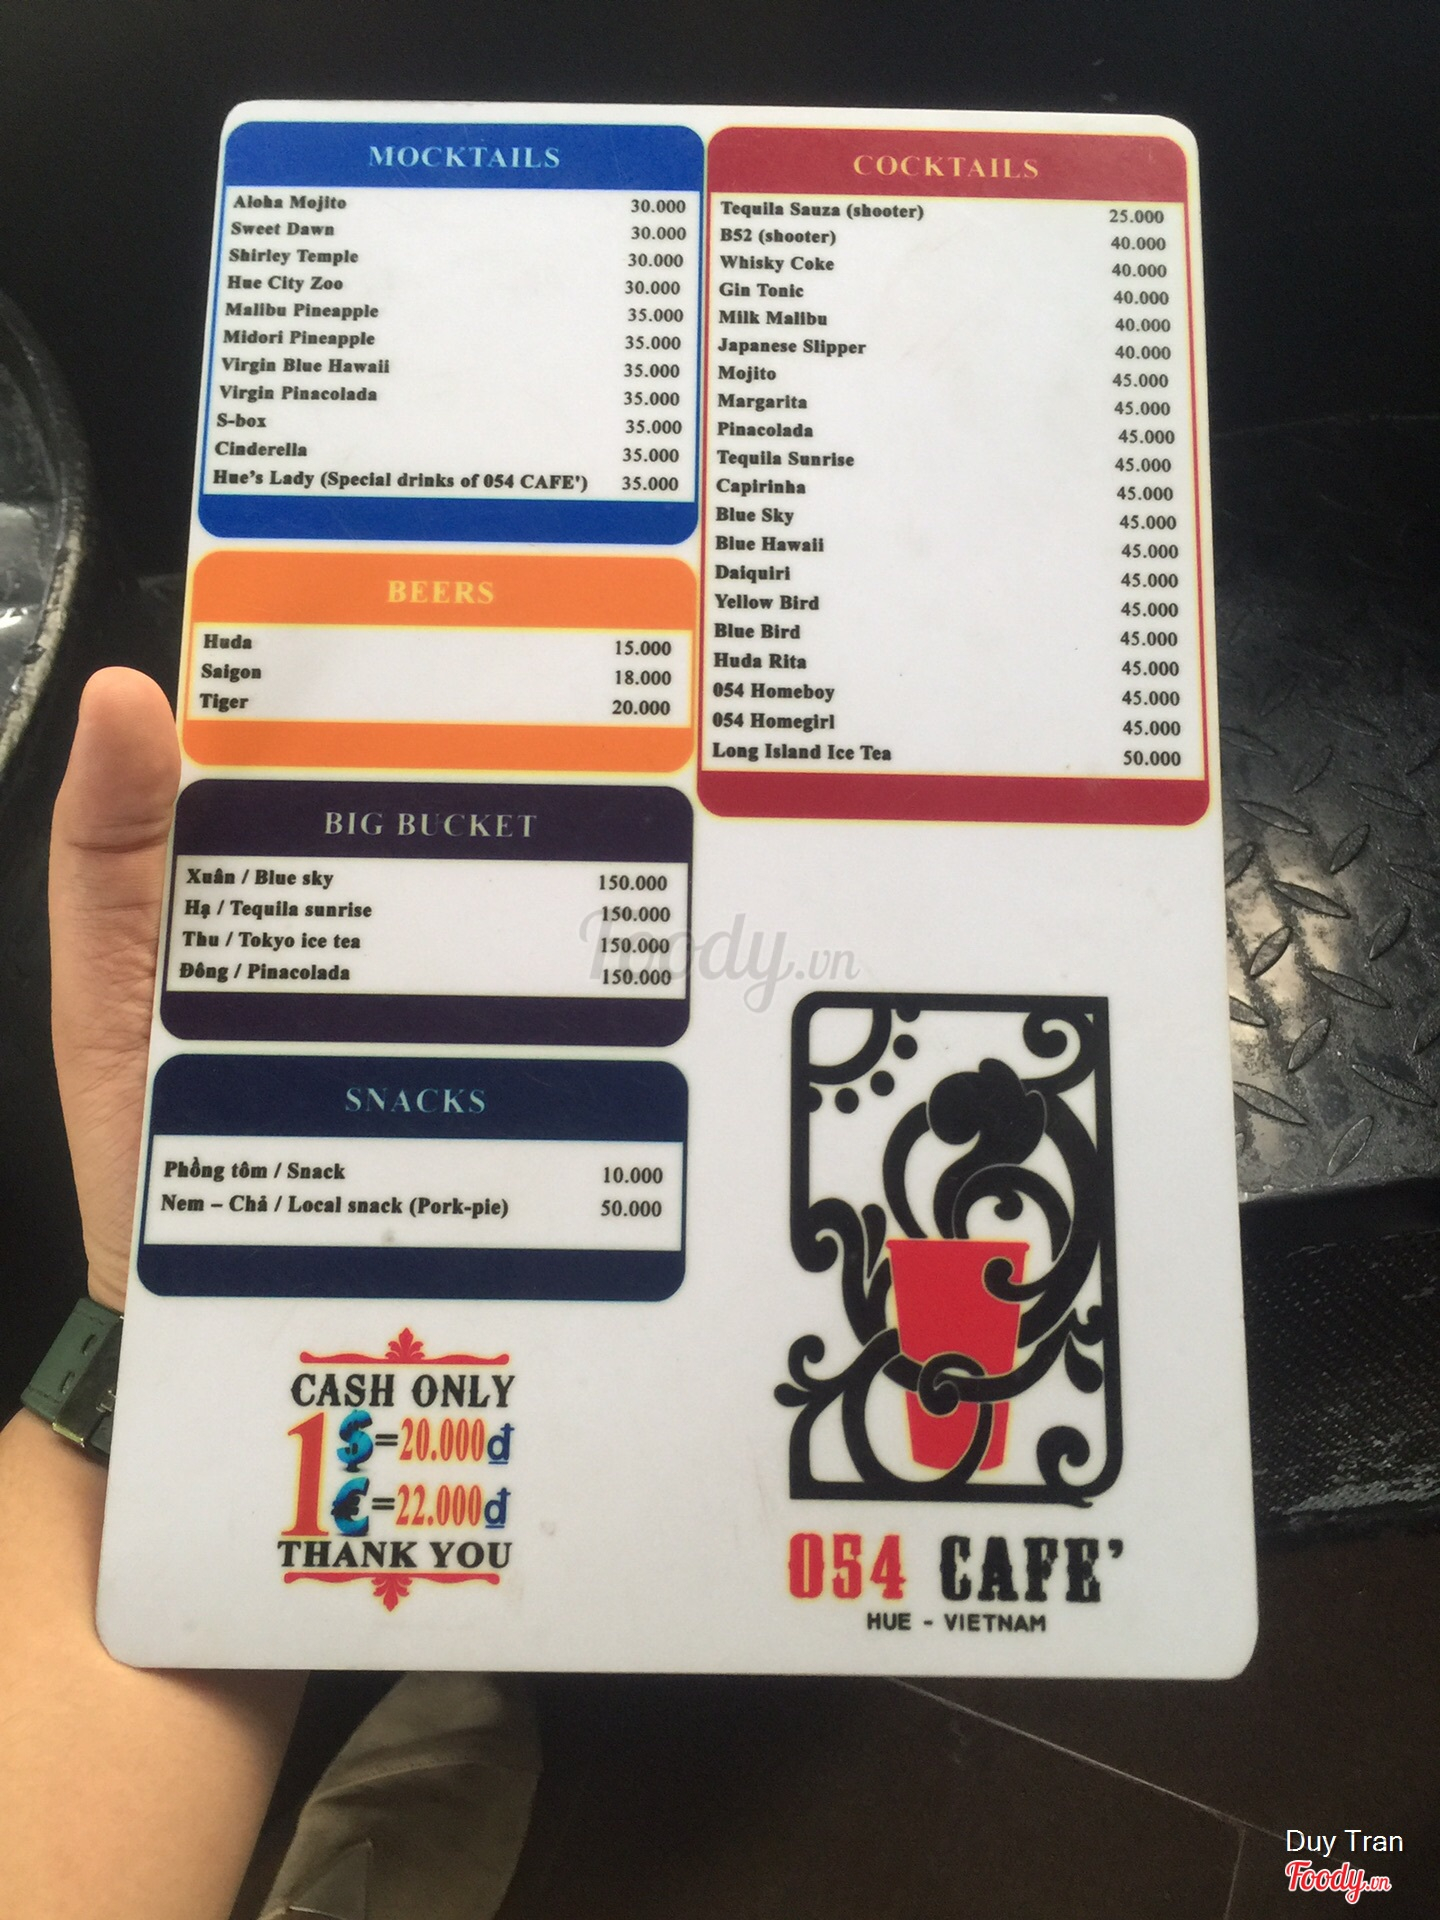 MOCKTAILS
Aloha Mojito 30.000
Sweet Dawn 30.000
Shirley Temple 30.000
Hue City Zoo 30.000
Malibu Pineapple 35.000
Midori Pineapple 35.000
Virgin Blue Hawaii 35.000
Virgin Pinacolada 35.000
S-box 35.000
Cinderella 35.000
Hue's Lady (Special drinks of 054 CAFE') 35.000
BEERS
Huda 15.000
Saigon 18.000
Tiger 20.000
BIG BUCKET
Xuân / Blue sky 150.000
Hạ / Tequila sunrise 150.000
Thu / Tokyo ice tea 150.000
Đông / Pinacolada 150.000
SNACKS
Phồng tôm / Snack 10.000
Nem – Chả / Local snack (Pork-pie) 50.000
CASH ONLY
1 $=20.000đ
€=22.000đ
THANK YOU
COCKTAILS
Tequila Sauza (shooter) 25.000
B52 (shooter) 40.000
Whisky Coke 40.000
Gin Tonic 40.000
Milk Malibu 40.000
Japanese Slipper 40.000
Mojito 45.000
Margarita 45.000
Pinacolada 45.000
Tequila Sunrise 45.000
Capirinha 45.000
Blue Sky 45.000
Blue Hawaii 45.000
Daiquiri 45.000
Yellow Bird 45.000
Blue Bird 45.000
Huda Rita 45.000
054 Homeboy 45.000
054 Homegirl 45.000
Long Island Ice Tea 50.000
Foody.vn
054 CAFE'
HUE - VIETNAM
Duy Tran
Foody.vn